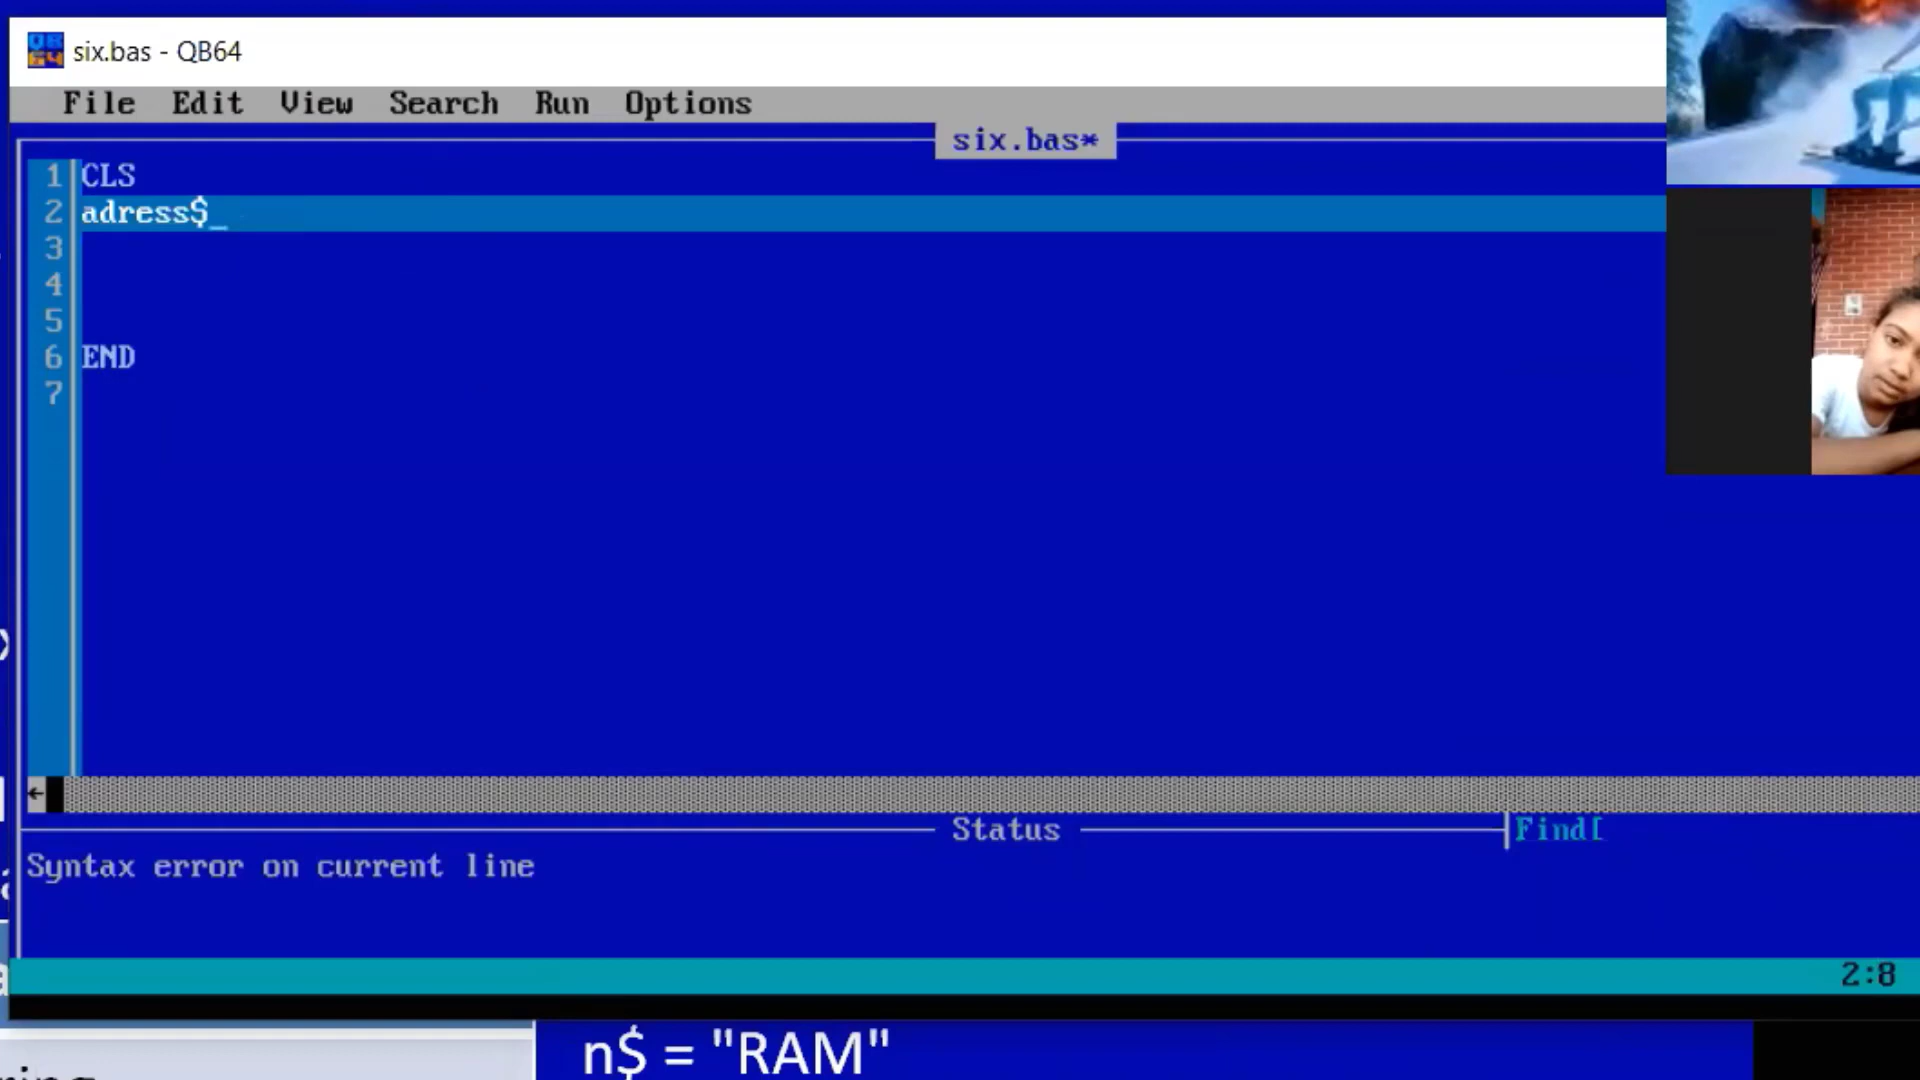 six.bas - QB64
File Edit View Search Run Options
six.bas*
1 CLS
2 adress$_
3
4
5
6 END
7
Status
Find[
Syntax error on current line
2:8
n$ = "RAM"